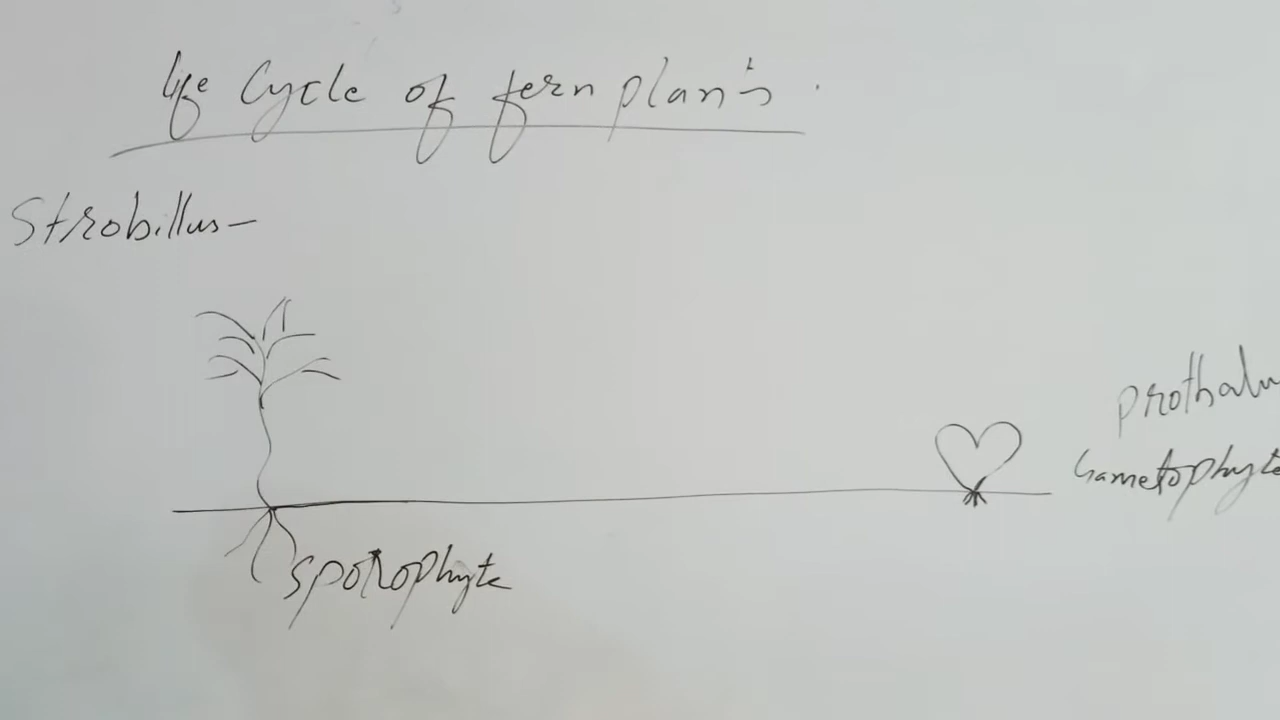 life Cycle of fern plants.
Strobillus-
prothalu
Gametophyte
Sporophyte